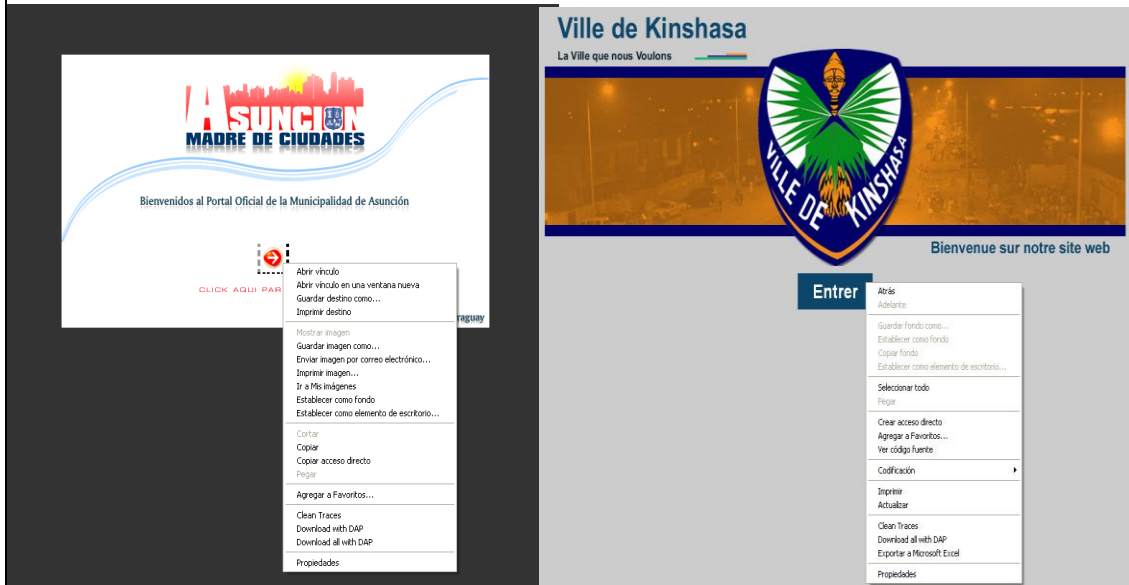 ASUNCION
MADRE DE CIUDADES
Bienvenidos al Portal Oficial de la Municipalidad de Asunción
CLICK AQUI PAR
raguay
Abrir vínculo
Abrir vínculo en una ventana nueva
Guardar destino como...
Imprimir destino
Mostrar imagen
Guardar imagen como...
Enviar imagen por correo electrónico...
Imprimir imagen...
Ir a Mis imágenes
Establecer como fondo
Establecer como elemento de escritorio...
Cortar
Copiar
Copiar acceso directo
Pegar
Agregar a Favoritos...
Clean Traces
Download with DAP
Download all with DAP
Propiedades
Ville de Kinshasa
La Ville que nous Voulons
VILLE DE KINSHASA
Bienvenue sur notre site web
Entrer
Atrás
Adelante
Guardar fondo como...
Establecer como fondo
Copiar fondo
Establecer como elemento de escritorio...
Seleccionar todo
Pegar
Crear acceso directo
Agregar a Favoritos...
Ver código fuente
Codificación
Imprimir
Actualizar
Clean Traces
Download all with DAP
Exportar a Microsoft Excel
Propiedades